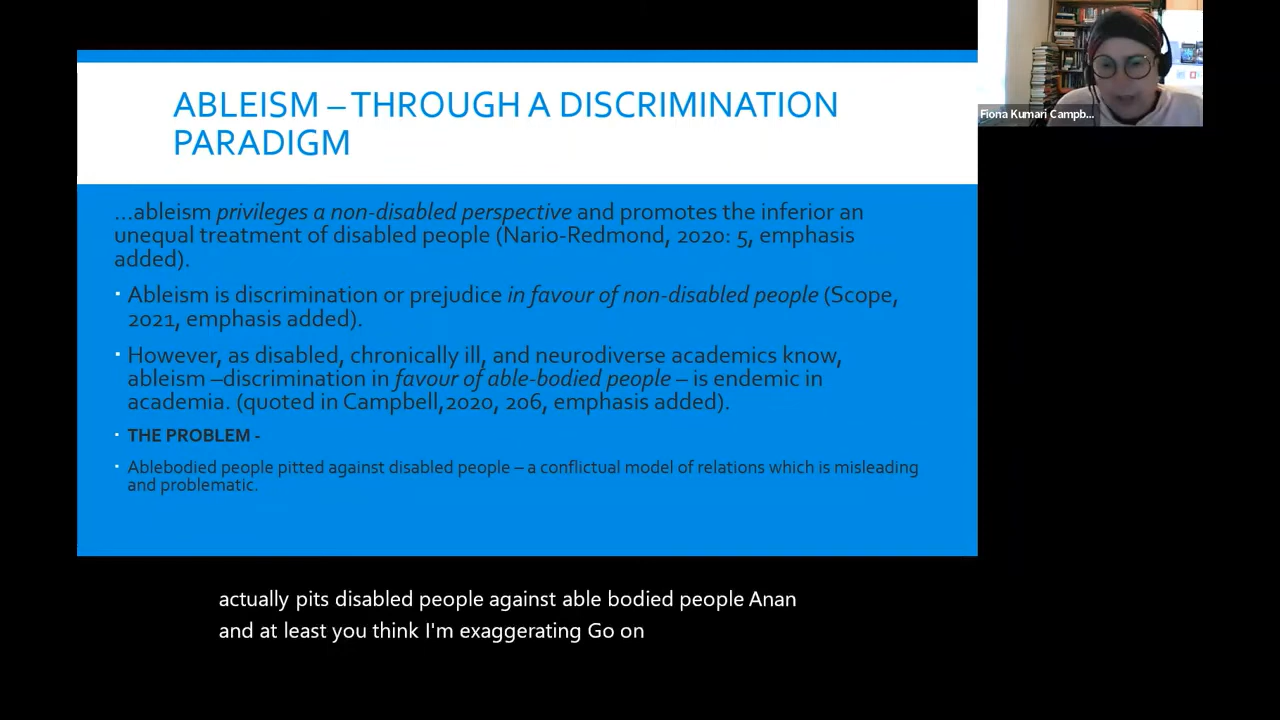 ABLEISM – THROUGH A DISCRIMINATION
PARADIGM
...ableism privileges a non-disabled perspective and promotes the inferior an
unequal treatment of disabled people (Nario-Redmond, 2020: 5, emphasis
added).
▪ Ableism is discrimination or prejudice in favour of non-disabled people (Scope,
2021, emphasis added).
▪ However, as disabled, chronically ill, and neurodiverse academics know,
ableism –discrimination in favour of able-bodied people – is endemic in
academia. (quoted in Campbell,2020, 206, emphasis added).
▪ THE PROBLEM -
▪ Ablebodied people pitted against disabled people – a conflictual model of relations which is misleading
and problematic.
Fiona Kumari Campb...
actually pits disabled people against able bodied people Anan
and at least you think I'm exaggerating Go on